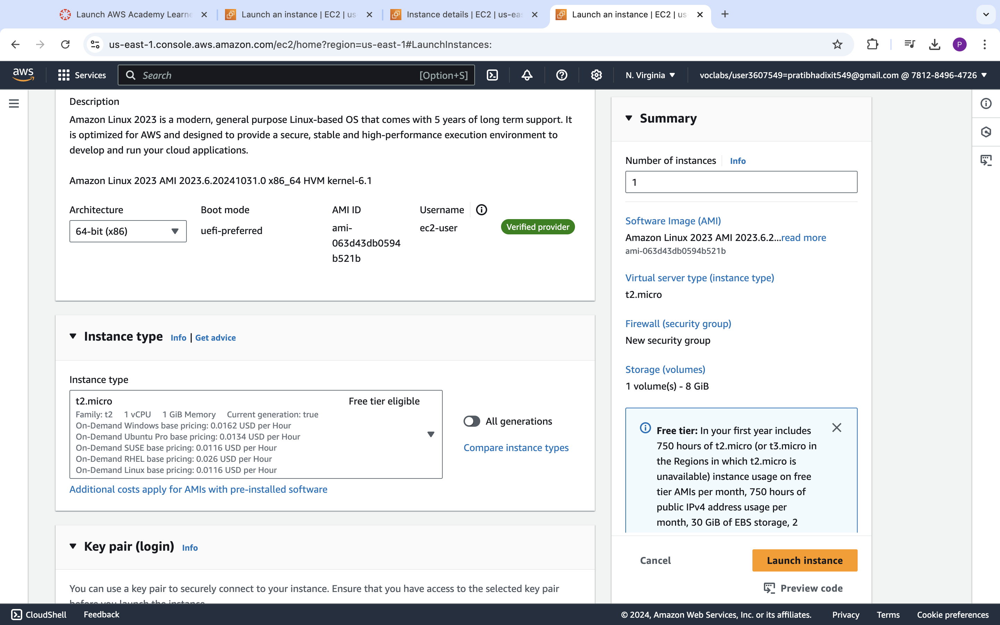 Launch AWS Academy Learne
Launch an instance | EC2 | us
Instance details | EC2 | us-eas
Launch an instance | EC2 | us
us-east-1.console.aws.amazon.com/ec2/home?region=us-east-1#LaunchInstances:
P
aws
Services
Search
[Option+S]
N. Virginia
voclabs/user3607549=pratibhadixit549@gmail.com @ 7812-8496-4726
Description
Amazon Linux 2023 is a modern, general purpose Linux-based OS that comes with 5 years of long term support. It
is optimized for AWS and designed to provide a secure, stable and high-performance execution environment to
develop and run your cloud applications.
Amazon Linux 2023 AMI 2023.6.20241031.0 x86_64 HVM kernel-6.1
Architecture
64-bit (x86)
Boot mode
uefi-preferred
AMI ID
ami-
063d43db0594
b521b
Username
ec2-user
Verified provider
Instance type Info | Get advice
Instance type
t2.micro
Free tier eligible
Family: t2 1 vCPU 1 GiB Memory Current generation: true
On-Demand Windows base pricing: 0.0162 USD per Hour
On-Demand Ubuntu Pro base pricing: 0.0134 USD per Hour
On-Demand SUSE base pricing: 0.0116 USD per Hour
On-Demand RHEL base pricing: 0.026 USD per Hour
On-Demand Linux base pricing: 0.0116 USD per Hour
All generations
Compare instance types
Additional costs apply for AMIs with pre-installed software
Key pair (login) Info
You can use a key pair to securely connect to your instance. Ensure that you have access to the selected key pair
before you launch the instance.
Summary
Number of instances Info
1
Software Image (AMI)
Amazon Linux 2023 AMI 2023.6.2...read more
ami-063d43db0594b521b
Virtual server type (instance type)
t2.micro
Firewall (security group)
New security group
Storage (volumes)
1 volume(s) - 8 GiB
Free tier: In your first year includes
750 hours of t2.micro (or t3.micro in
the Regions in which t2.micro is
unavailable) instance usage on free
tier AMIs per month, 750 hours of
public IPv4 address usage per
month, 30 GiB of EBS storage, 2
Cancel
Launch instance
Preview code
CloudShell
Feedback
© 2024, Amazon Web Services, Inc. or its affiliates.
Privacy
Terms
Cookie preferences